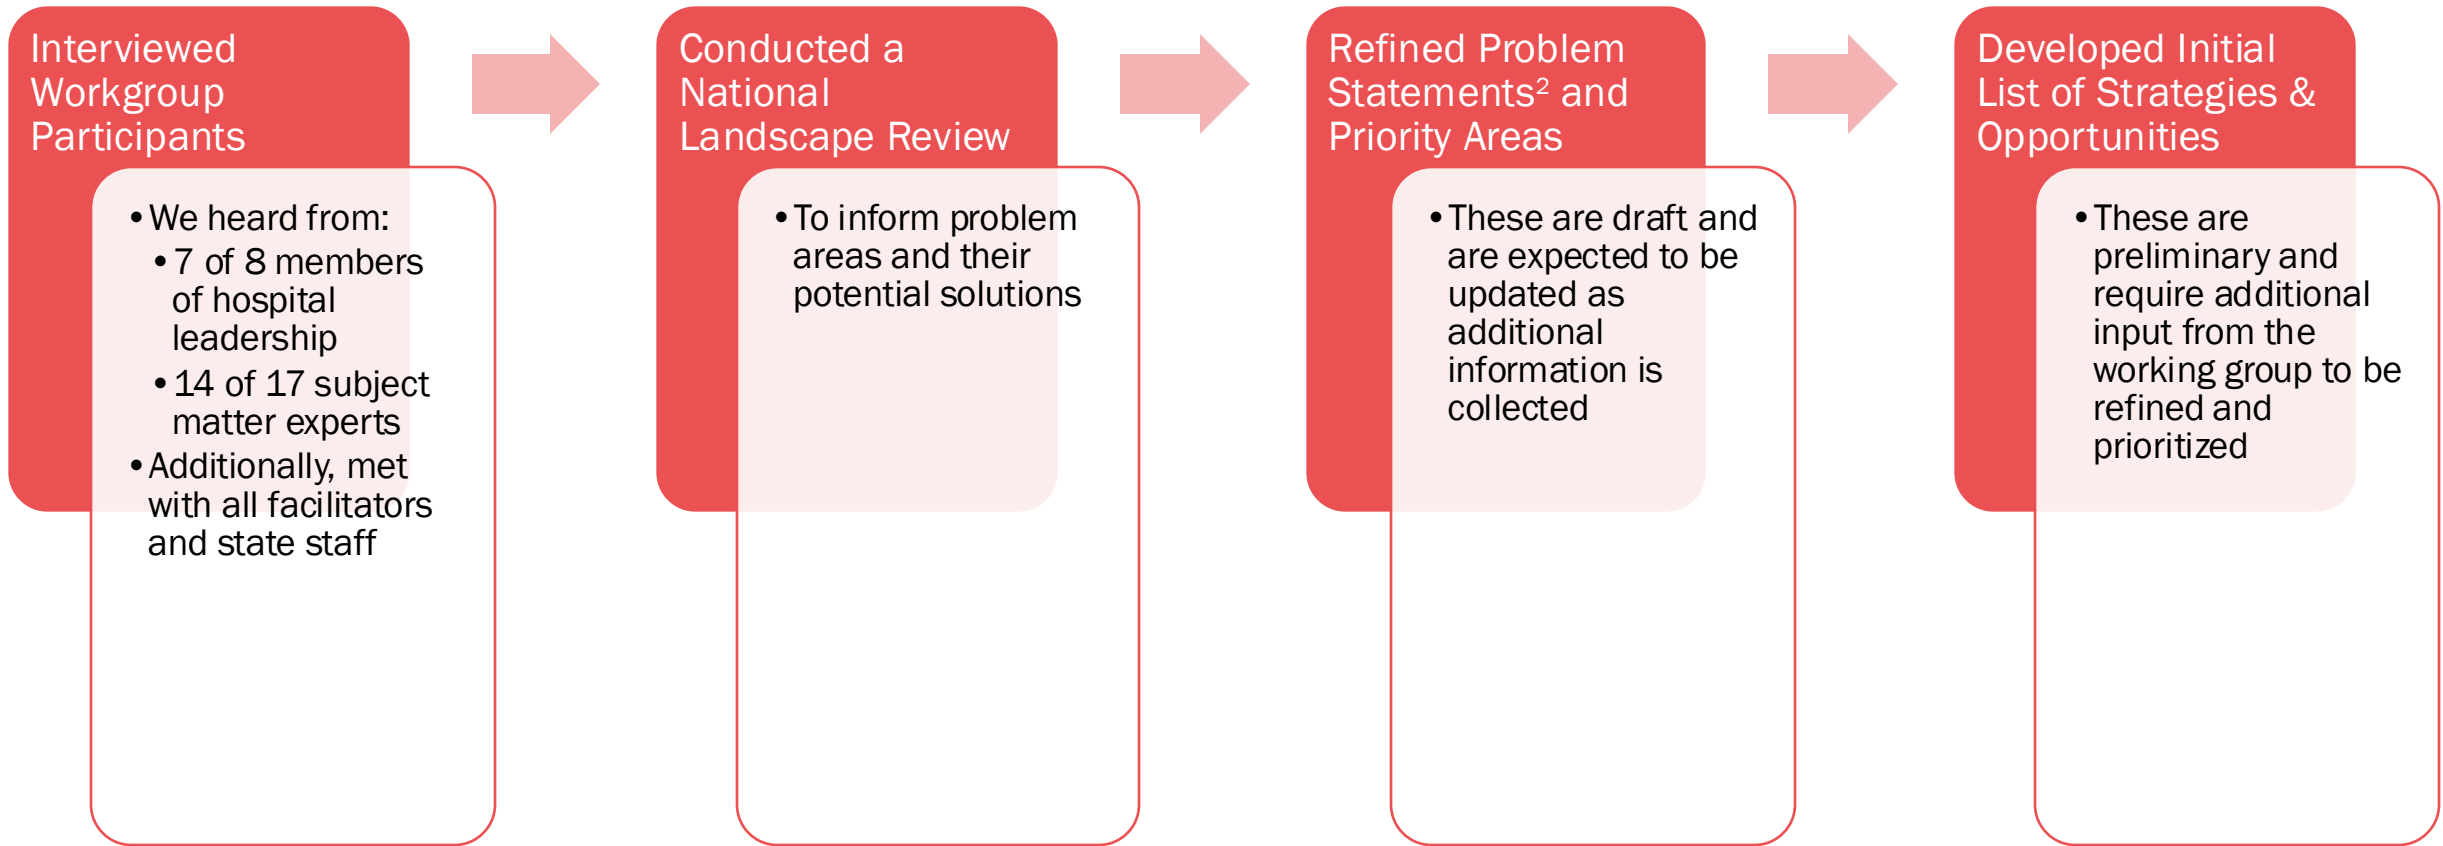 Interviewed
Workgroup
Participants
•We heard from:
•7 of 8 members
of hospital
leadership
•14 of 17 subject
matter experts
•Additionally, met
with all facilitators
and state staff
Conducted a
National
Landscape Review
•To inform problem
areas and their
potential solutions
Refined Problem
Statements² and
Priority Areas
•These are draft and
are expected to be
updated as
additional
information is
collected
Developed Initial
List of Strategies &
Opportunities
•These are
preliminary and
require additional
input from the
working group to be
refined and
prioritized